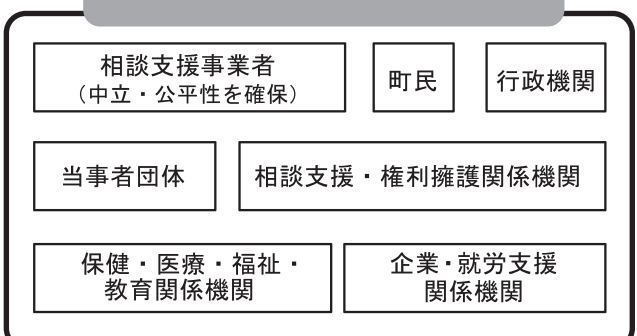 相談支援事業者
（中立・公平性を確保）
町民
行政機関
当事者団体
相談支援・権利擁護関係機関
保健・医療・福祉・
教育関係機関
企業・就労支援
関係機関